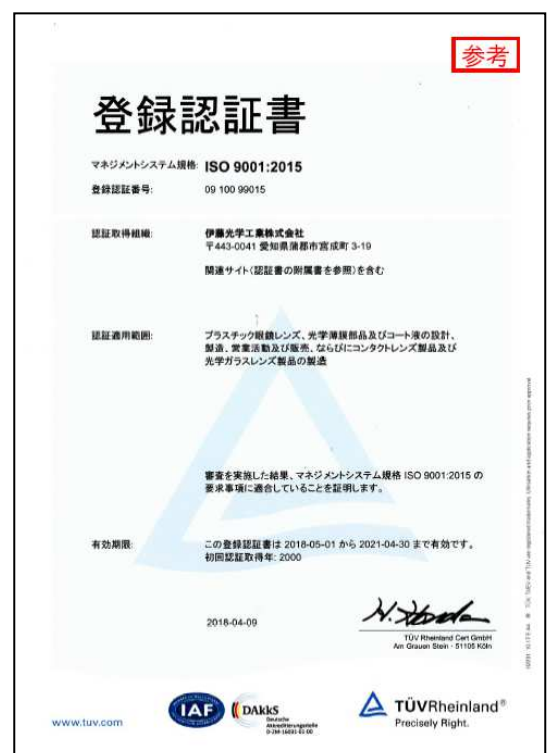 参考
登録認証書
マネジメントシステム規格: ISO 9001:2015
登録認証番号: 09 100 99015
認証取得組織: 伊藤光学工業株式会社
〒443-0041 愛知県蒲郡市宮成町 3-19
関連サイト(認証書の附属書を参照)を含む
認証適用範囲: プラスチック眼鏡レンズ、光学薄膜部品及びコート液の設計、
製造、営業活動及び販売、ならびにコンタクトレンズ製品及び
光学ガラスレンズ製品の製造
審査を実施した結果、マネジメントシステム規格 ISO 9001:2015 の
要求事項に適合していることを証明します。
有効期限: この登録認証書は 2018-05-01 から 2021-04-30 まで有効です。
初回認証取得年: 2000
2018-04-09
TÜV Rheinland Cert GmbH
Am Grauen Stein · 51105 Köln
www.tuv.com
IAF
DAkkS
Deutsche
Akkreditierungsstelle
D-ZM-16031-01-00
TÜVRheinland®
Precisely Right.